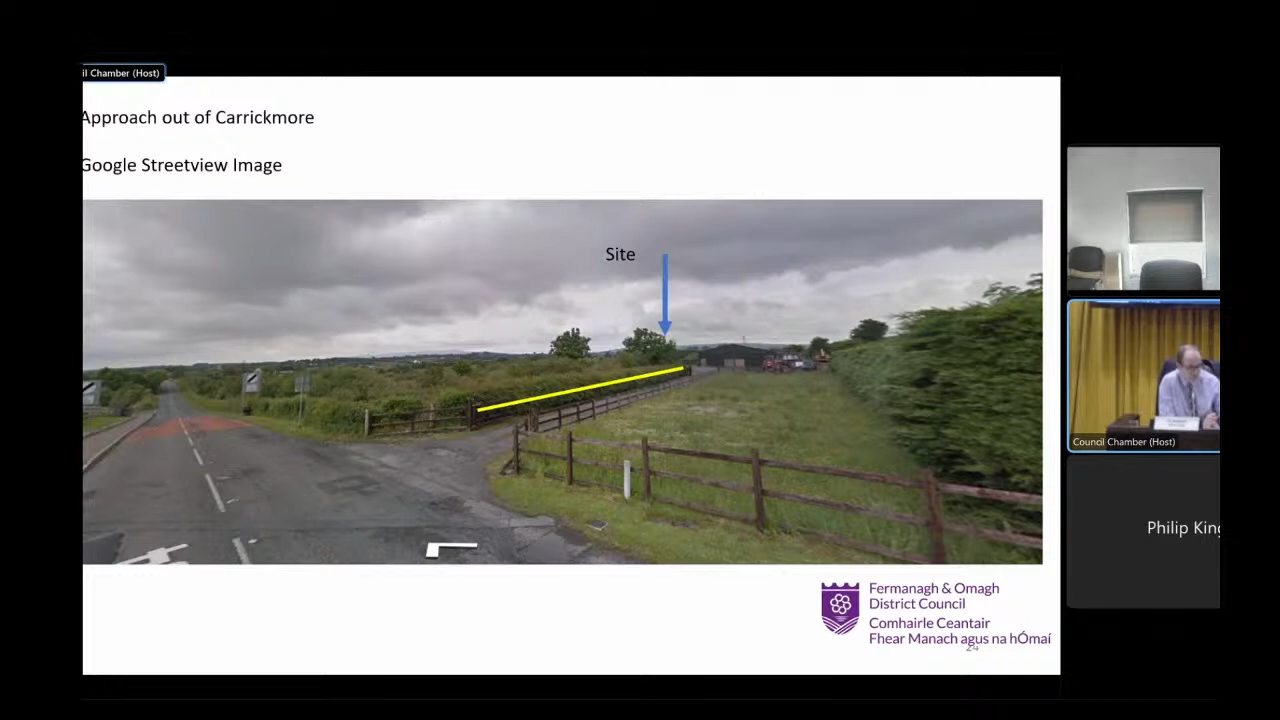 il Chamber (Host)
Approach out of Carrickmore
Google Streetview Image
Site
Fermanagh & Omagh
District Council
Comhairle Ceantair
Fhear Manach agus na hÓmaí
24
Council Chamber (Host)
Philip King